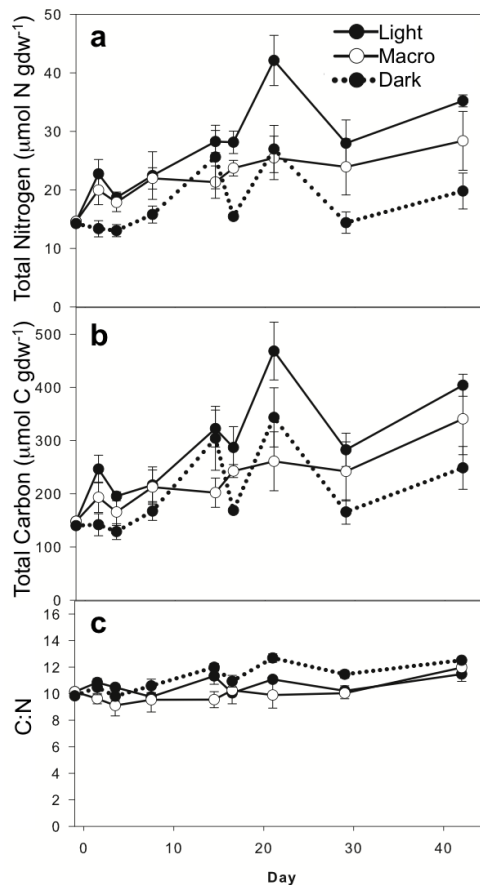 a
Light
Macro
Dark
Total Nitrogen (μmol N gdw⁻¹)
50
40
30
20
10
0
b
Total Carbon (μmol C gdw⁻¹)
500
400
300
200
100
0
c
C:N
16
14
12
10
8
6
4
2
0
0 10 20 30 40
Day